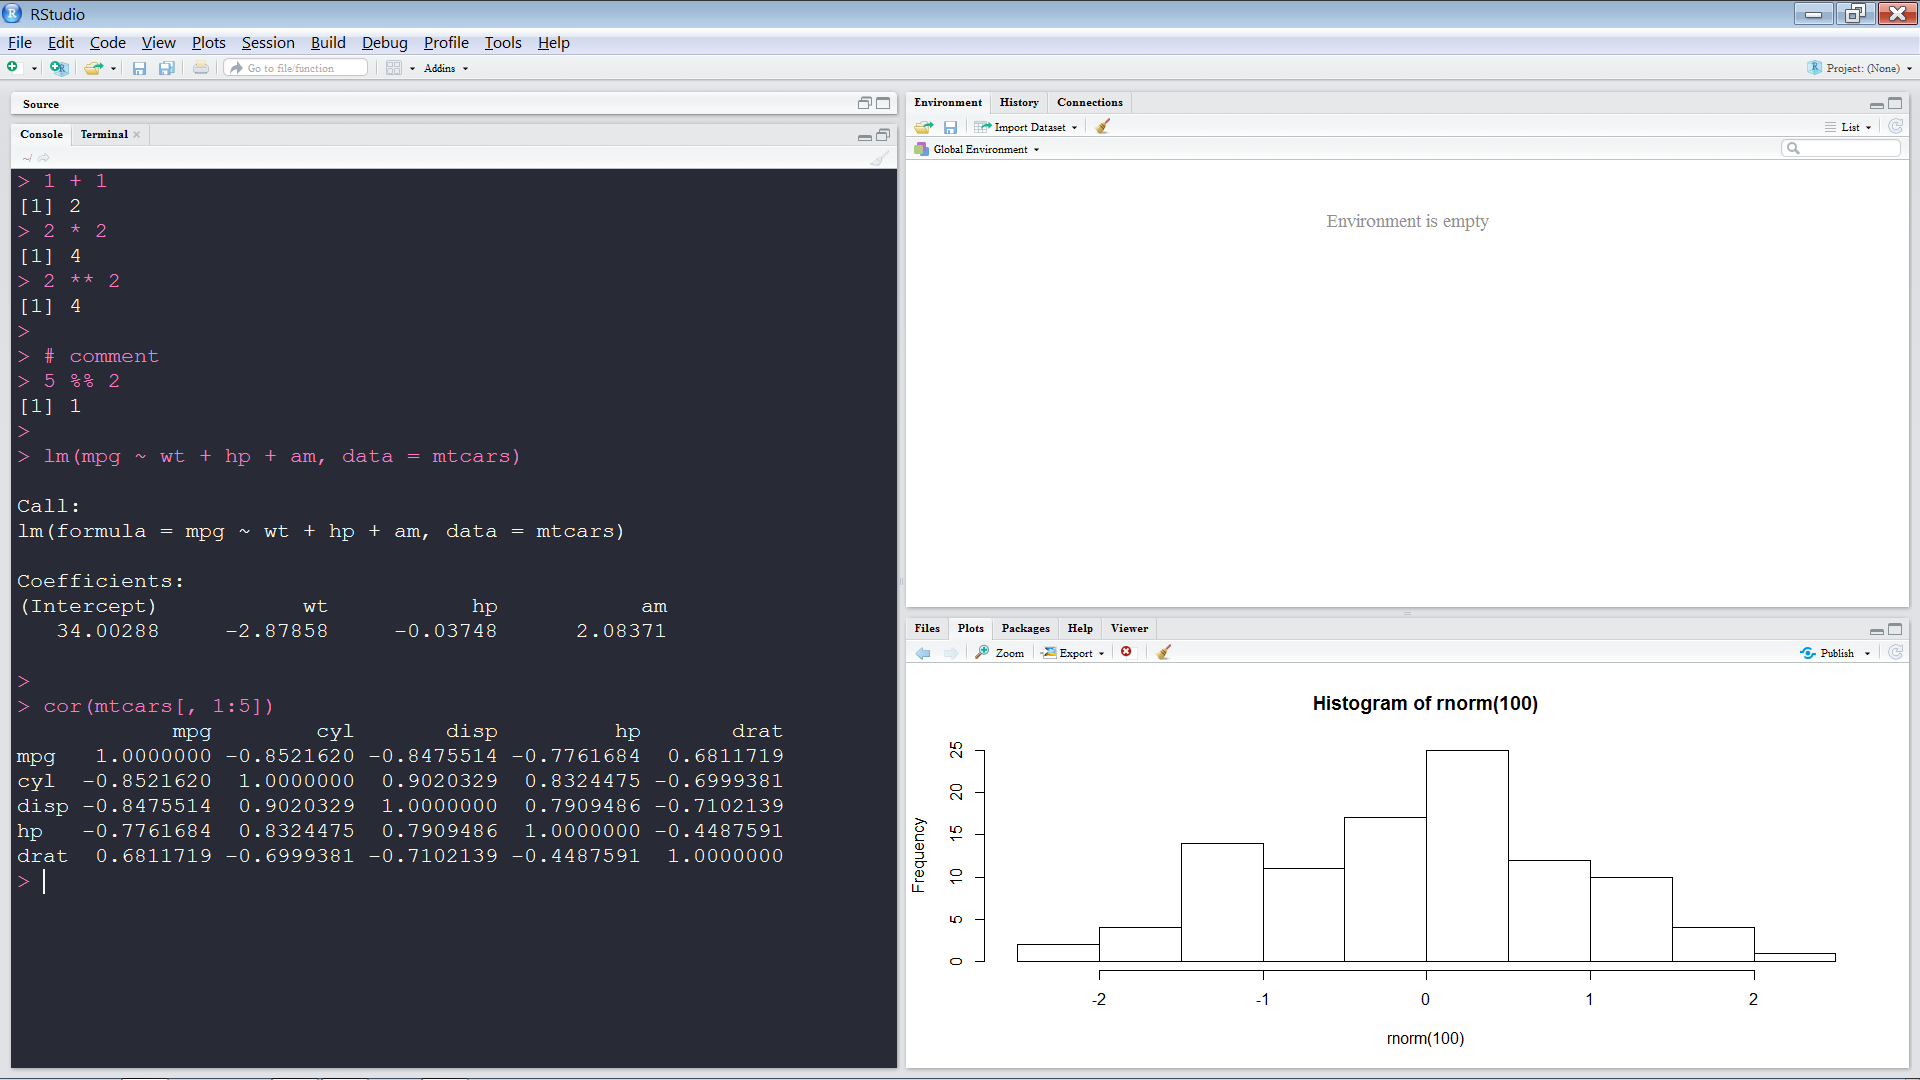 RStudio
File Edit Code View Plots Session Build Debug Profile Tools Help
Go to file/function Addins Project: (None)
Source
Console Terminal
~/
> 1 + 1
[1] 2
> 2 * 2
[1] 4
> 2 ** 2
[1] 4
>
> # comment
> 5 %% 2
[1] 1
>
> lm(mpg ~ wt + hp + am, data = mtcars)
Call:
lm(formula = mpg ~ wt + hp + am, data = mtcars)
Coefficients:
(Intercept) wt hp am
34.00288 -2.87858 -0.03748 2.08371
>
> cor(mtcars[, 1:5])
mpg cyl disp hp drat
mpg 1.0000000 -0.8521620 -0.8475514 -0.7761684 0.6811719
cyl -0.8521620 1.0000000 0.9020329 0.8324475 -0.6999381
disp -0.8475514 0.9020329 1.0000000 0.7909486 -0.7102139
hp -0.7761684 0.8324475 0.7909486 1.0000000 -0.4487591
drat 0.6811719 -0.6999381 -0.7102139 -0.4487591 1.0000000
>
Environment History Connections
Import Dataset List
Global Environment
Environment is empty
Files Plots Packages Help Viewer
Zoom Export Publish
Histogram of rnorm(100)
Frequency
25
20
15
10
5
0
-2 -1 0 1 2
rnorm(100)